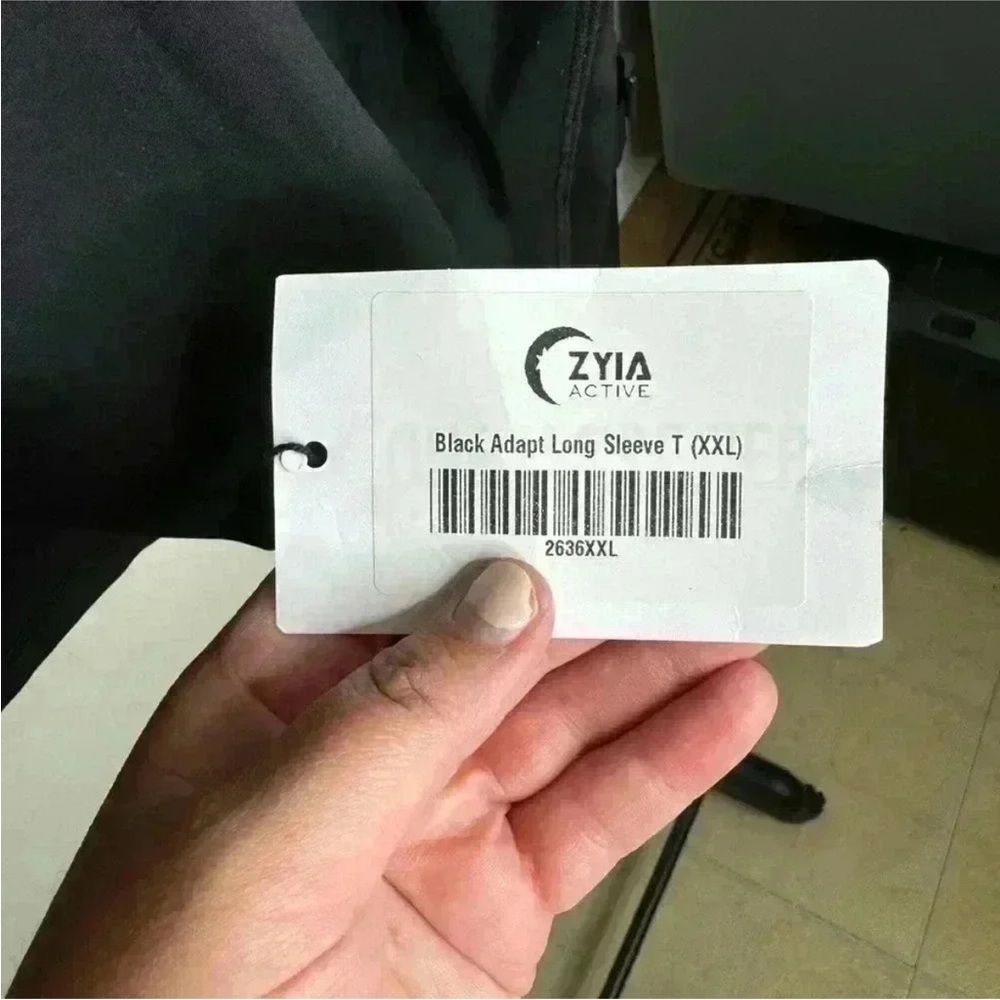 ZYIA
ACTIVE
Black Adapt Long Sleeve T (XXL)
2636XXL